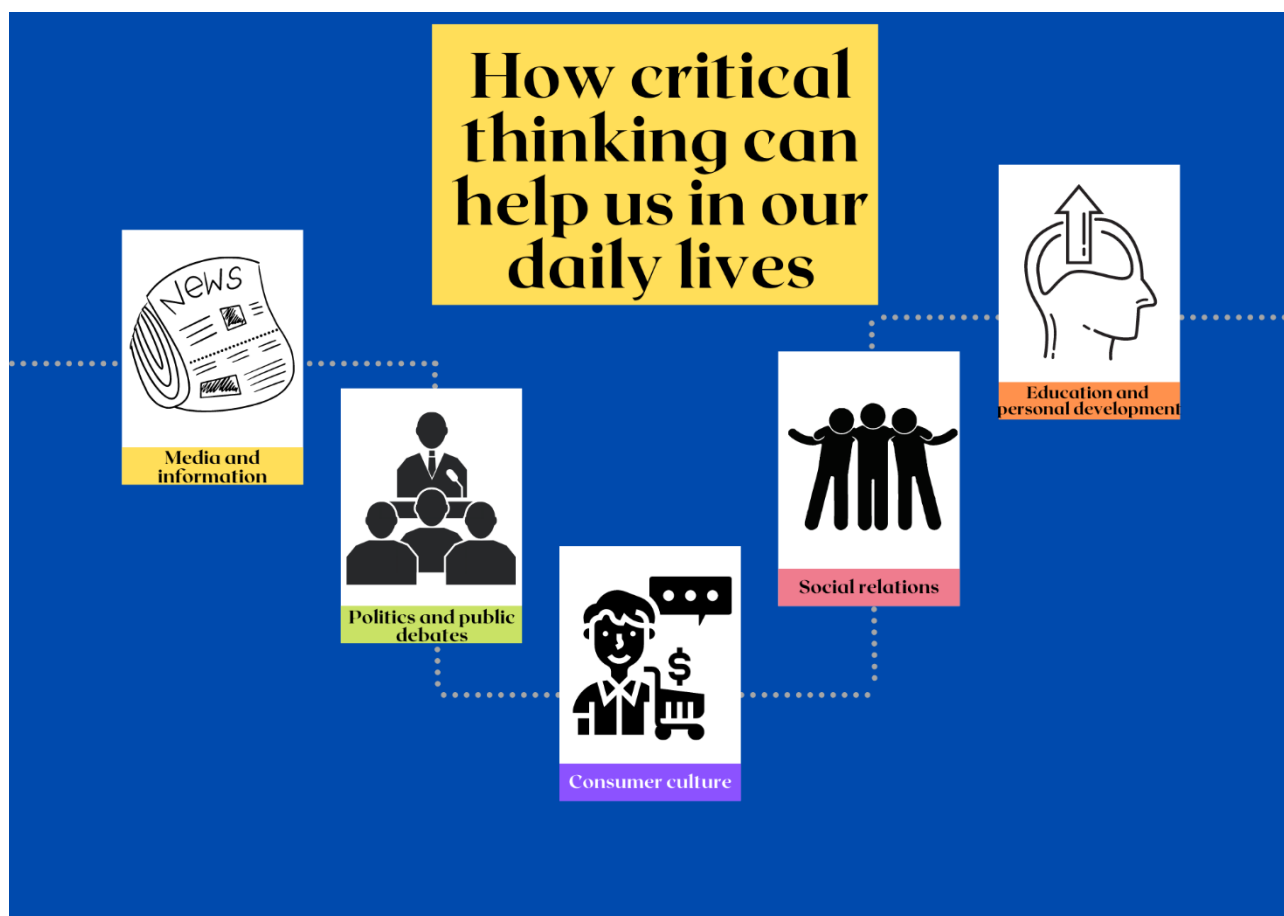 How critical
thinking can
help us in our
daily lives
NEWS
Media and
information
Politics and public
debates
$
Consumer culture
Social relations
Education and
personal development